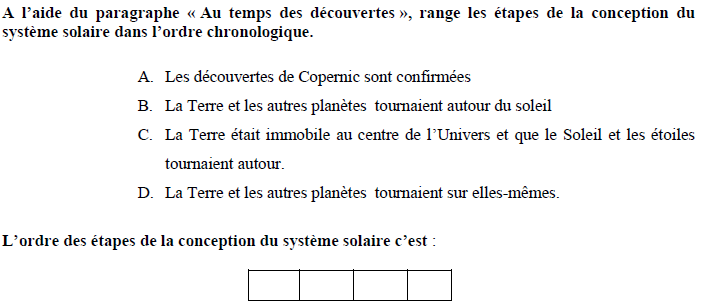 A l’aide du paragraphe « Au temps des découvertes », range les étapes de la conception du
système solaire dans l’ordre chronologique.
A. Les découvertes de Copernic sont confirmées
B. La Terre et les autres planètes tournaient autour du soleil
C. La Terre était immobile au centre de l’Univers et que le Soleil et les étoiles
tournaient autour.
D. La Terre et les autres planètes tournaient sur elles-mêmes.
L’ordre des étapes de la conception du système solaire c’est :